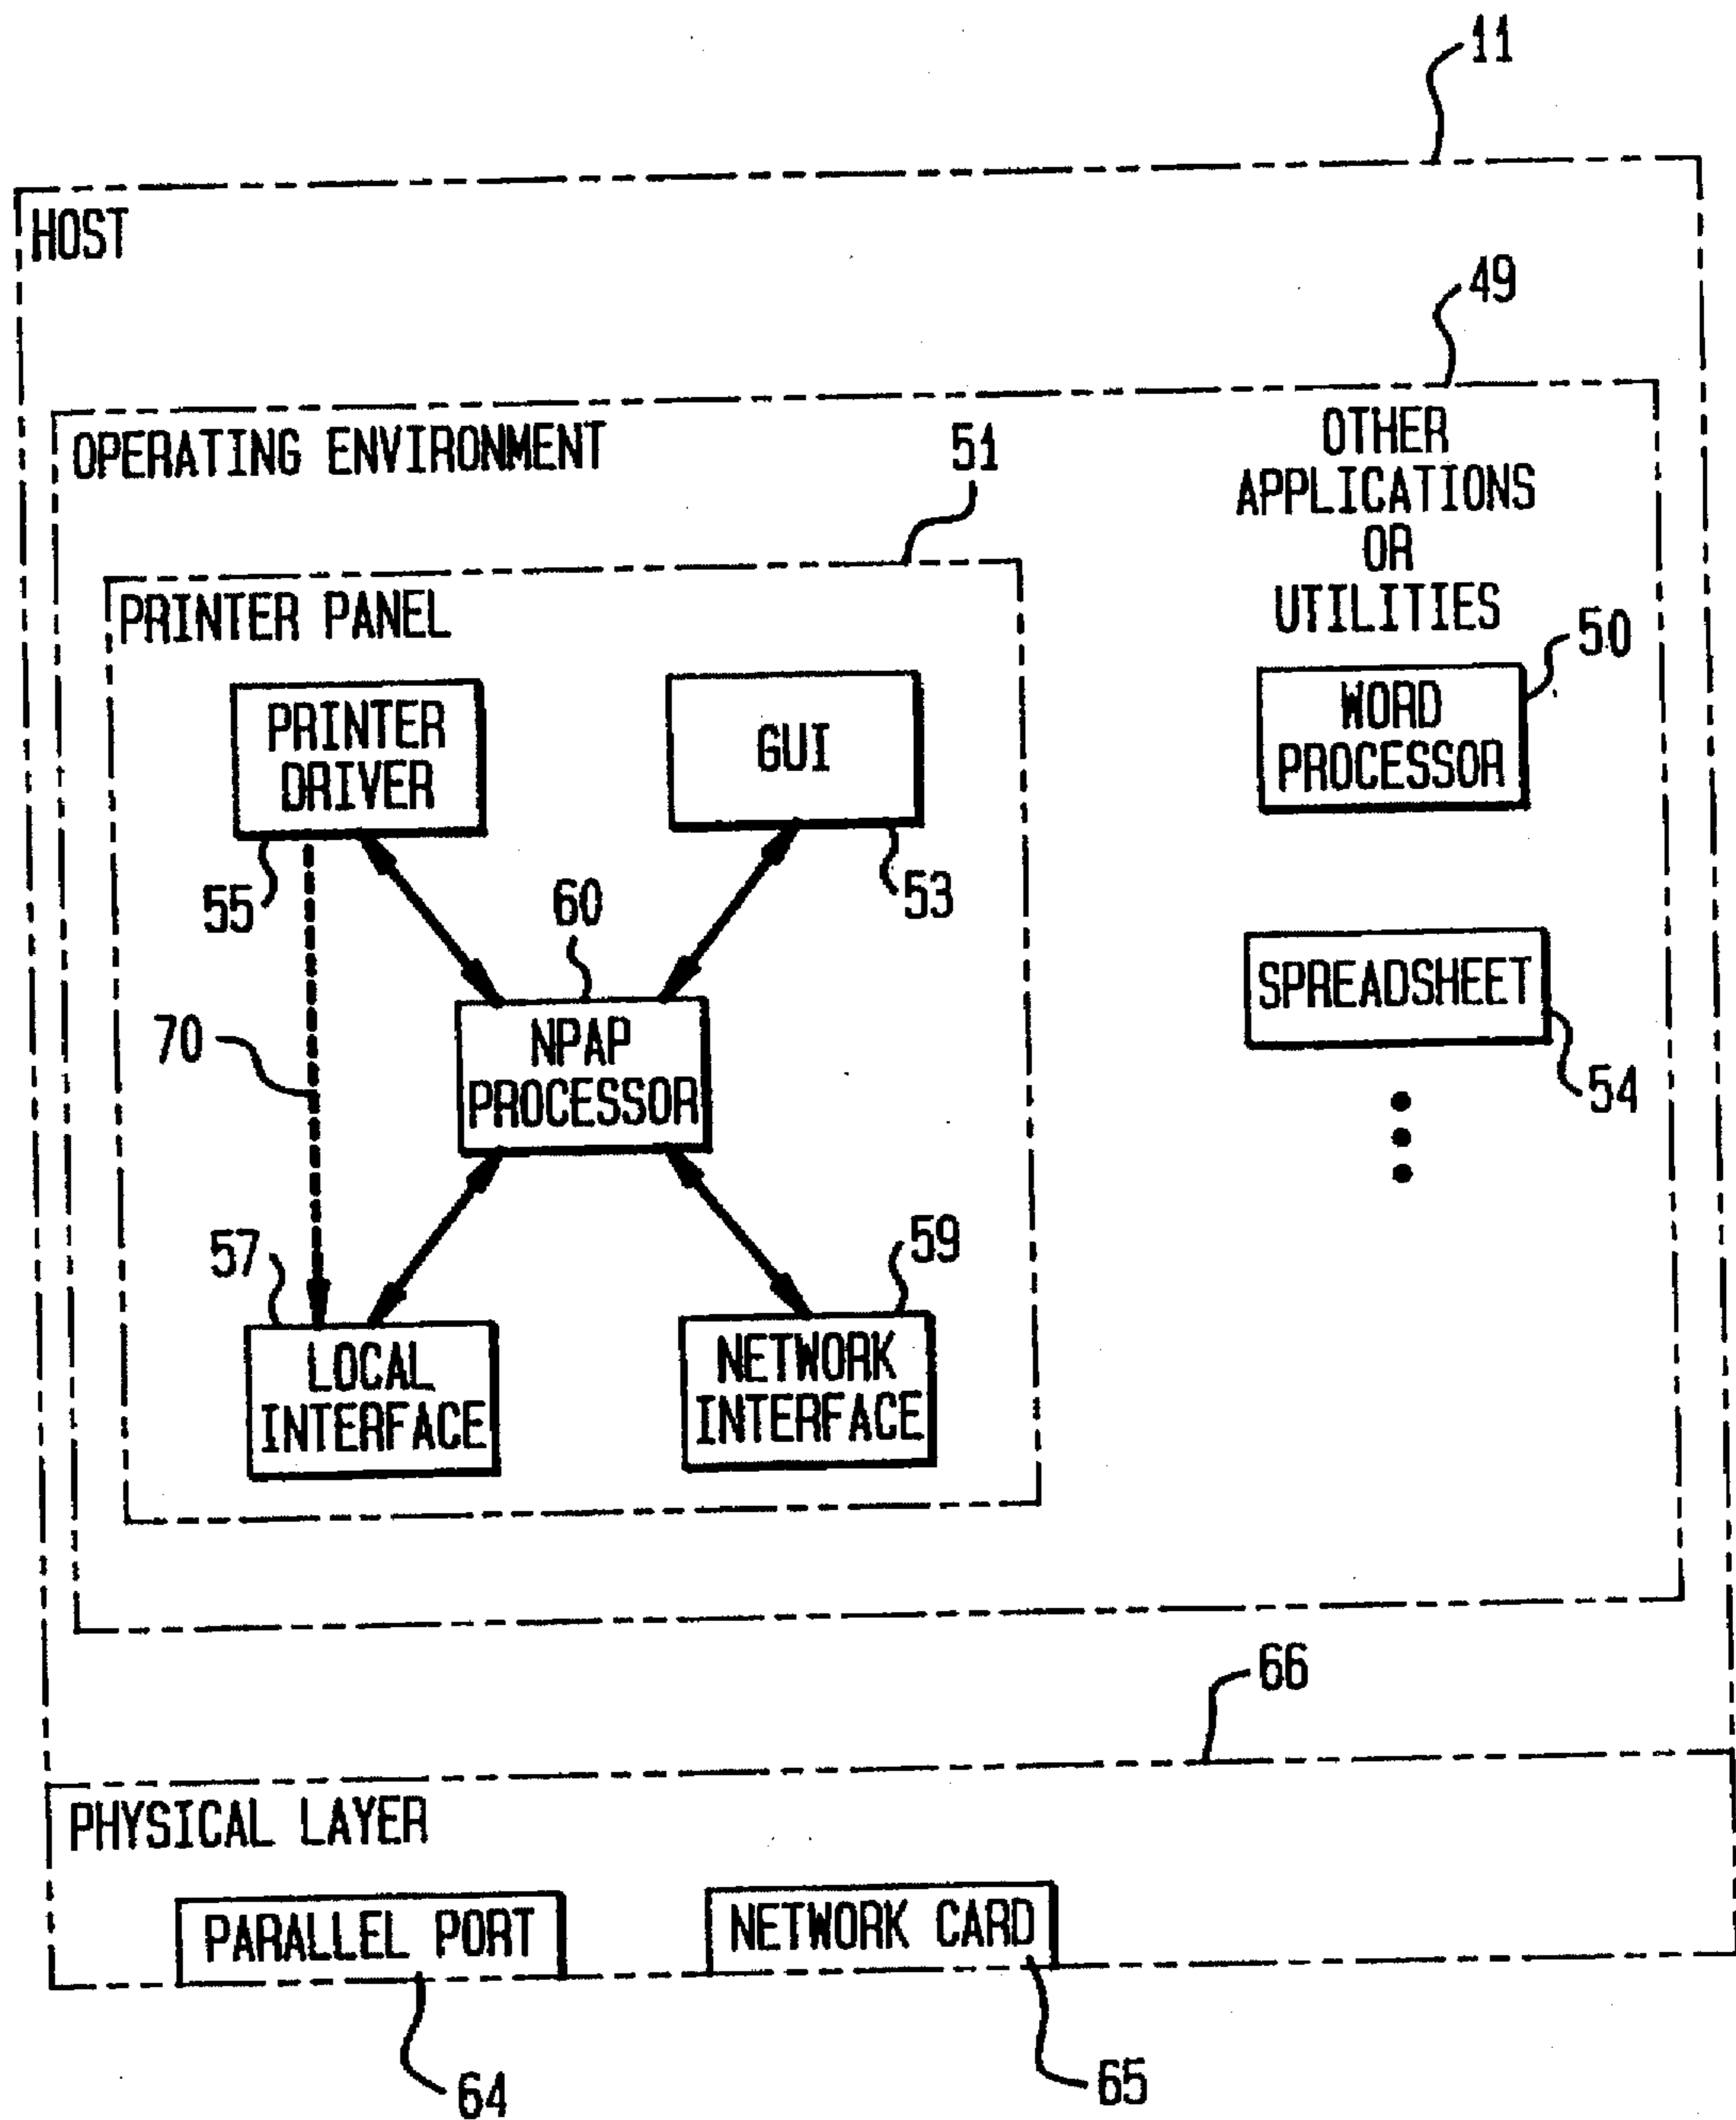 11
HOST
49
OPERATING ENVIRONMENT
51
OTHER
APPLICATIONS
OR
UTILITIES
PRINTER PANEL
50
PRINTER
DRIVER
GUI
WORD
PROCESSOR
55
60
53
SPREADSHEET
54
70
NPAP
PROCESSOR
57
59
LOCAL
INTERFACE
NETWORK
INTERFACE
66
PHYSICAL LAYER
PARALLEL PORT
NETWORK CARD
64
65